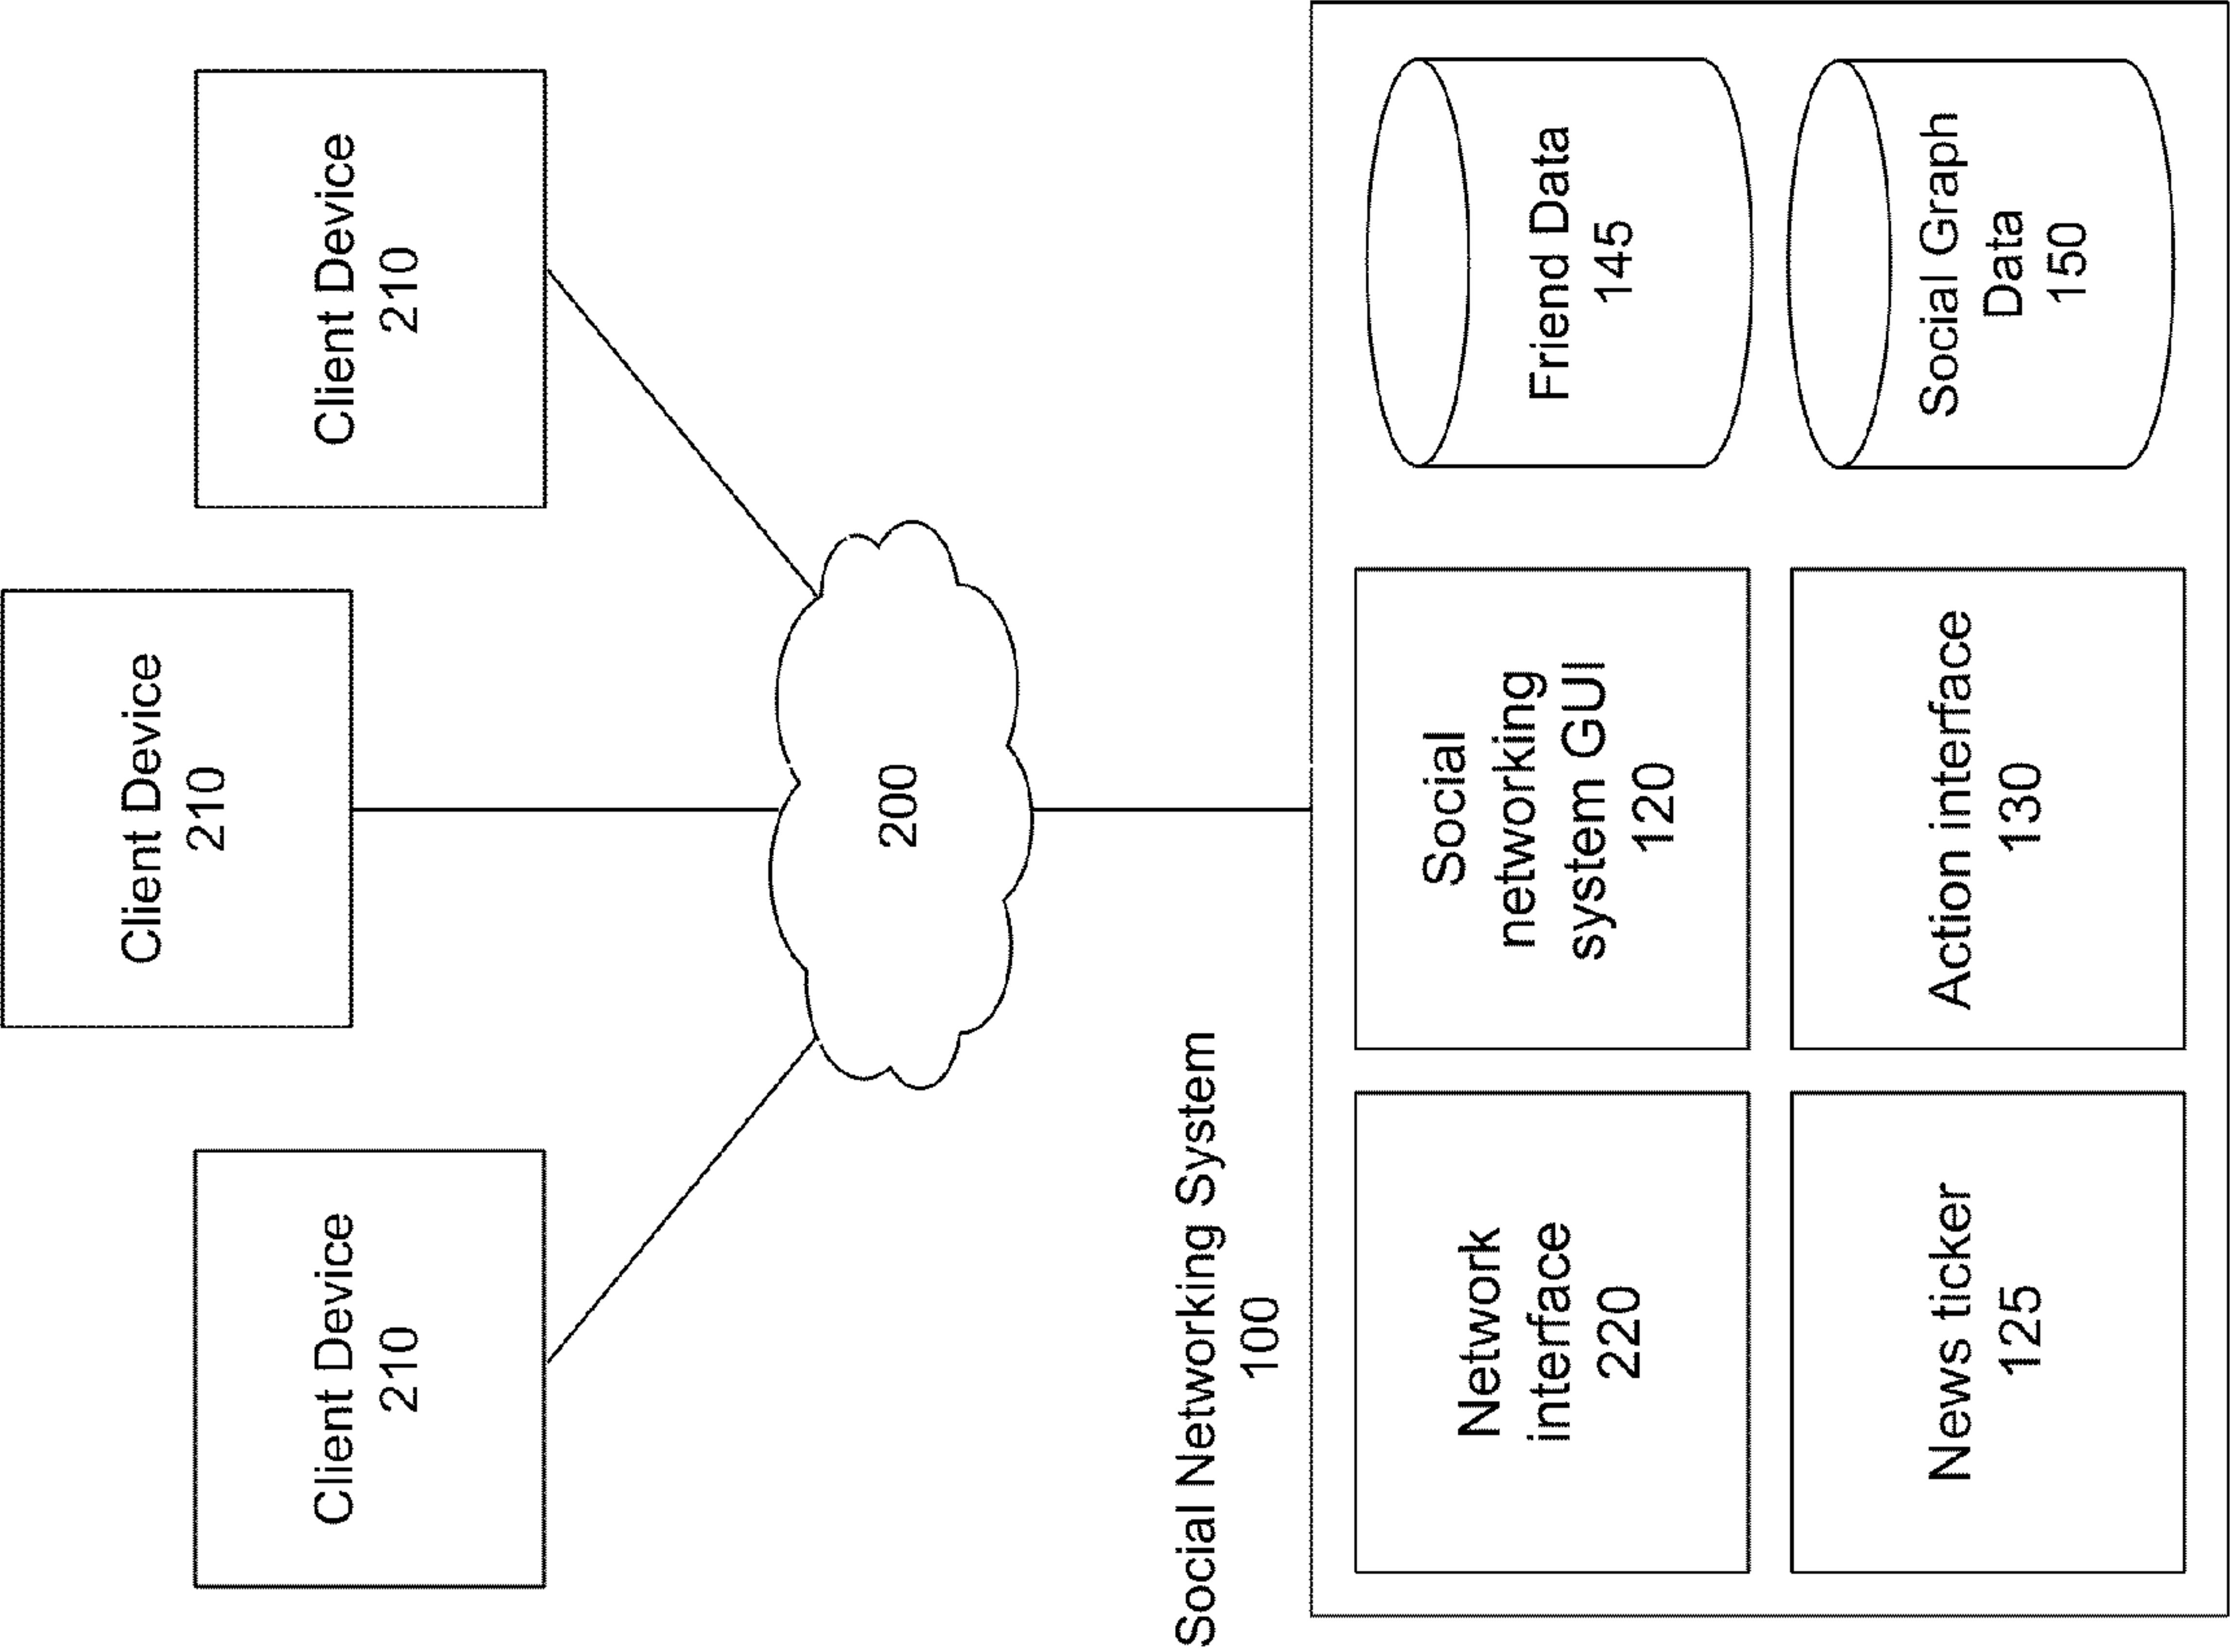 Client Device
210
Client Device
210
Client Device
210
200
Social Networking System
100
Network
interface
220
Social
networking
system GUI
120
Friend Data
145
News ticker
125
Action interface
130
Social Graph
Data
150